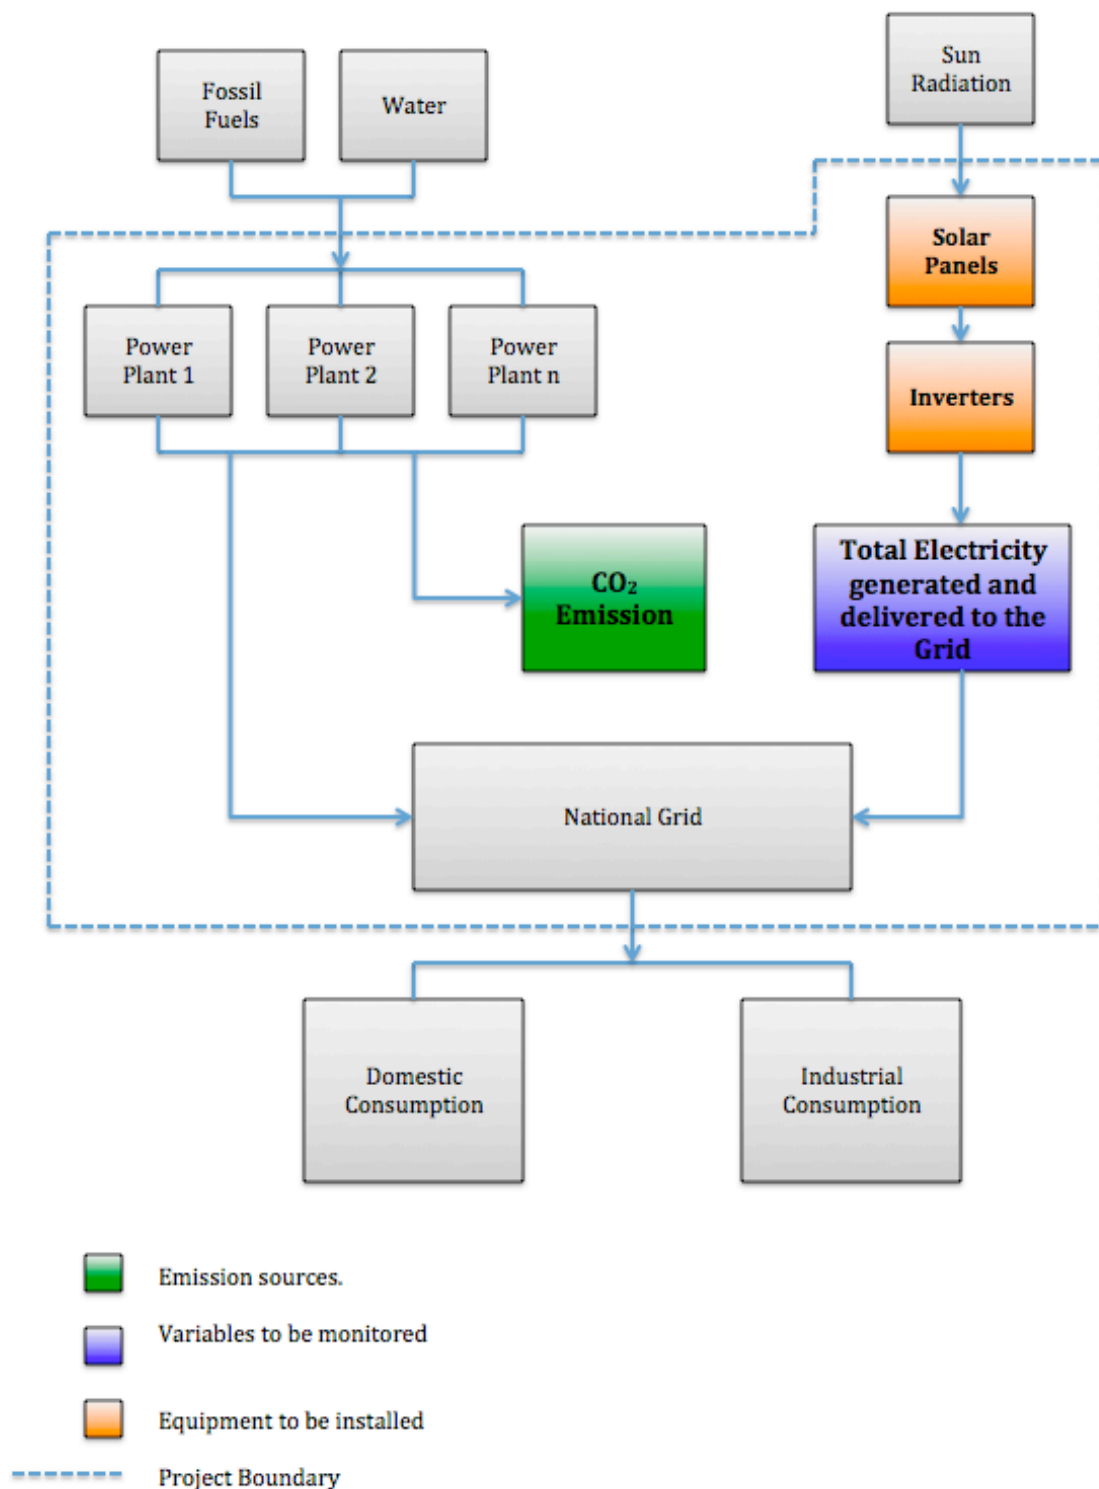 Fossil
Fuels
Water
Sun
Radiation
Solar
Panels
Power
Plant 1
Power
Plant 2
Power
Plant n
Inverters
CO₂
Emission
Total Electricity
generated and
delivered to the
Grid
National Grid
Domestic
Consumption
Industrial
Consumption
Emission sources.
Variables to be monitored
Equipment to be installed
Project Boundary